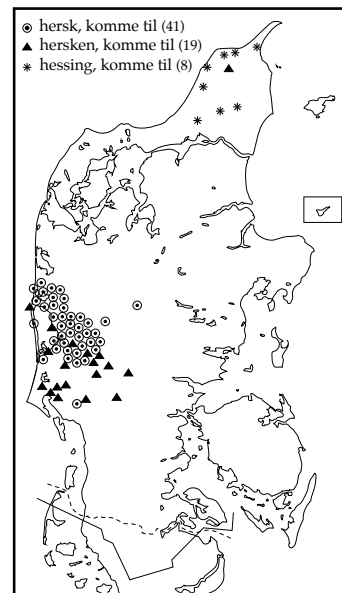 hersk, komme til (41)
hersken, komme til (19)
hessing, komme til (8)